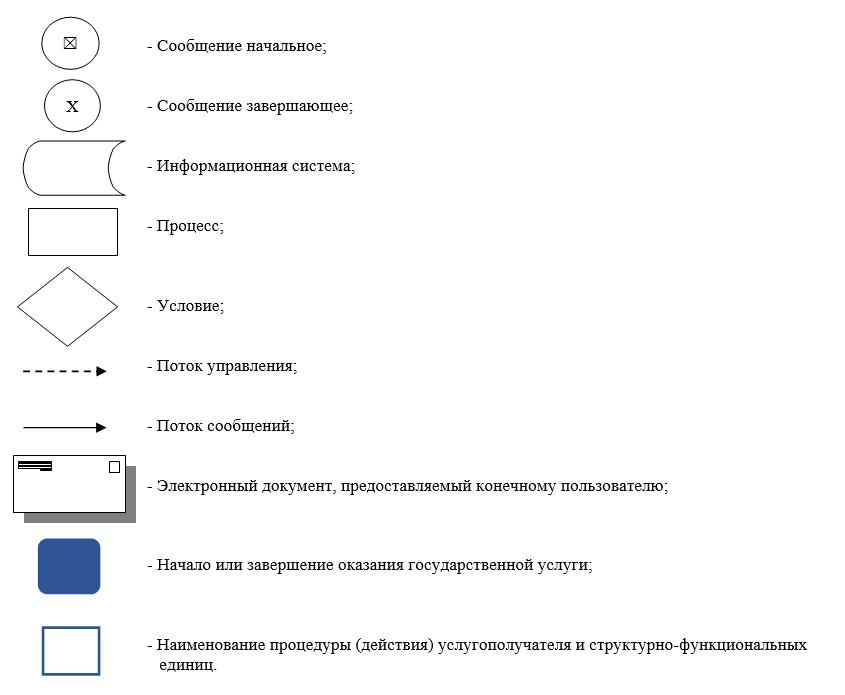 - Сообщение начальное;
X
- Сообщение завершающее;
- Информационная система;
- Процесс;
- Условие;
- Поток управления;
- Поток сообщений;
- Электронный документ, предоставляемый конечному пользователю;
- Начало или завершение оказания государственной услуги;
- Наименование процедуры (действия) услугополучателя и структурно-функциональных
единиц.